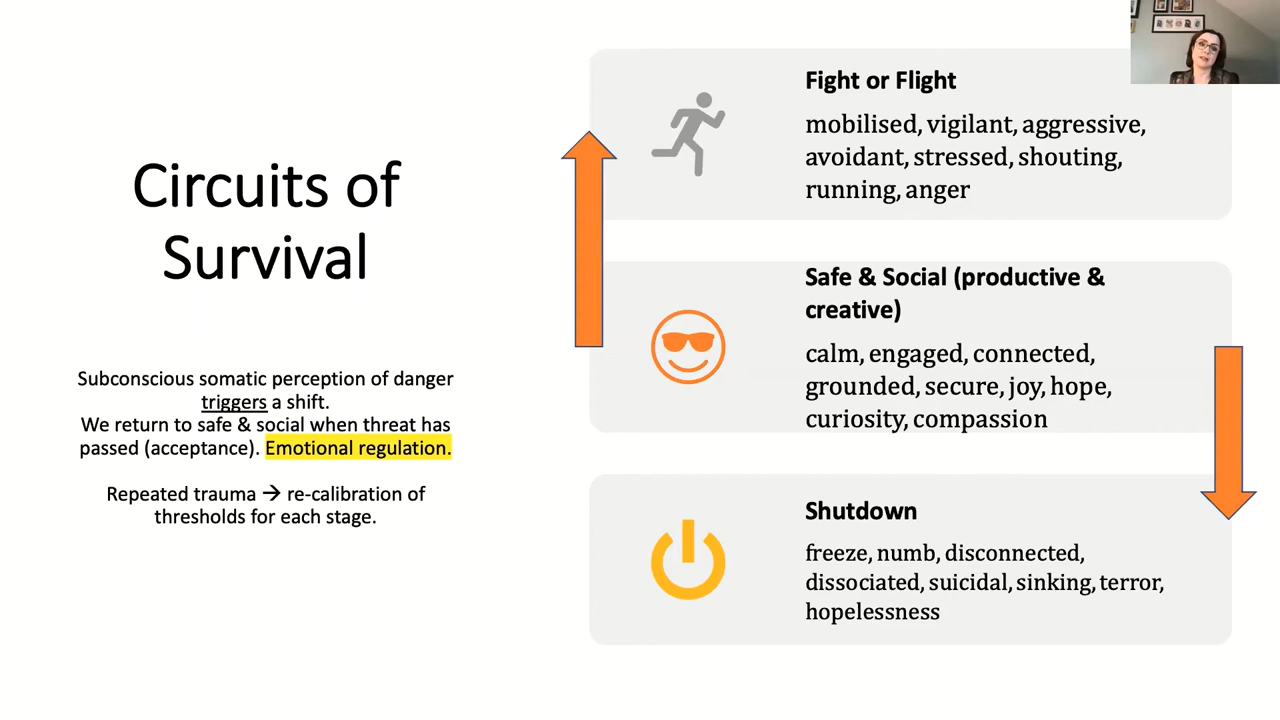 Circuits of
Survival
Subconscious somatic perception of danger
triggers a shift.
We return to safe & social when threat has
passed (acceptance). Emotional regulation.
Repeated trauma → re-calibration of
thresholds for each stage.
Fight or Flight
mobilised, vigilant, aggressive,
avoidant, stressed, shouting,
running, anger
Safe & Social (productive &
creative)
calm, engaged, connected,
grounded, secure, joy, hope,
curiosity, compassion
Shutdown
freeze, numb, disconnected,
dissociated, suicidal, sinking, terror,
hopelessness